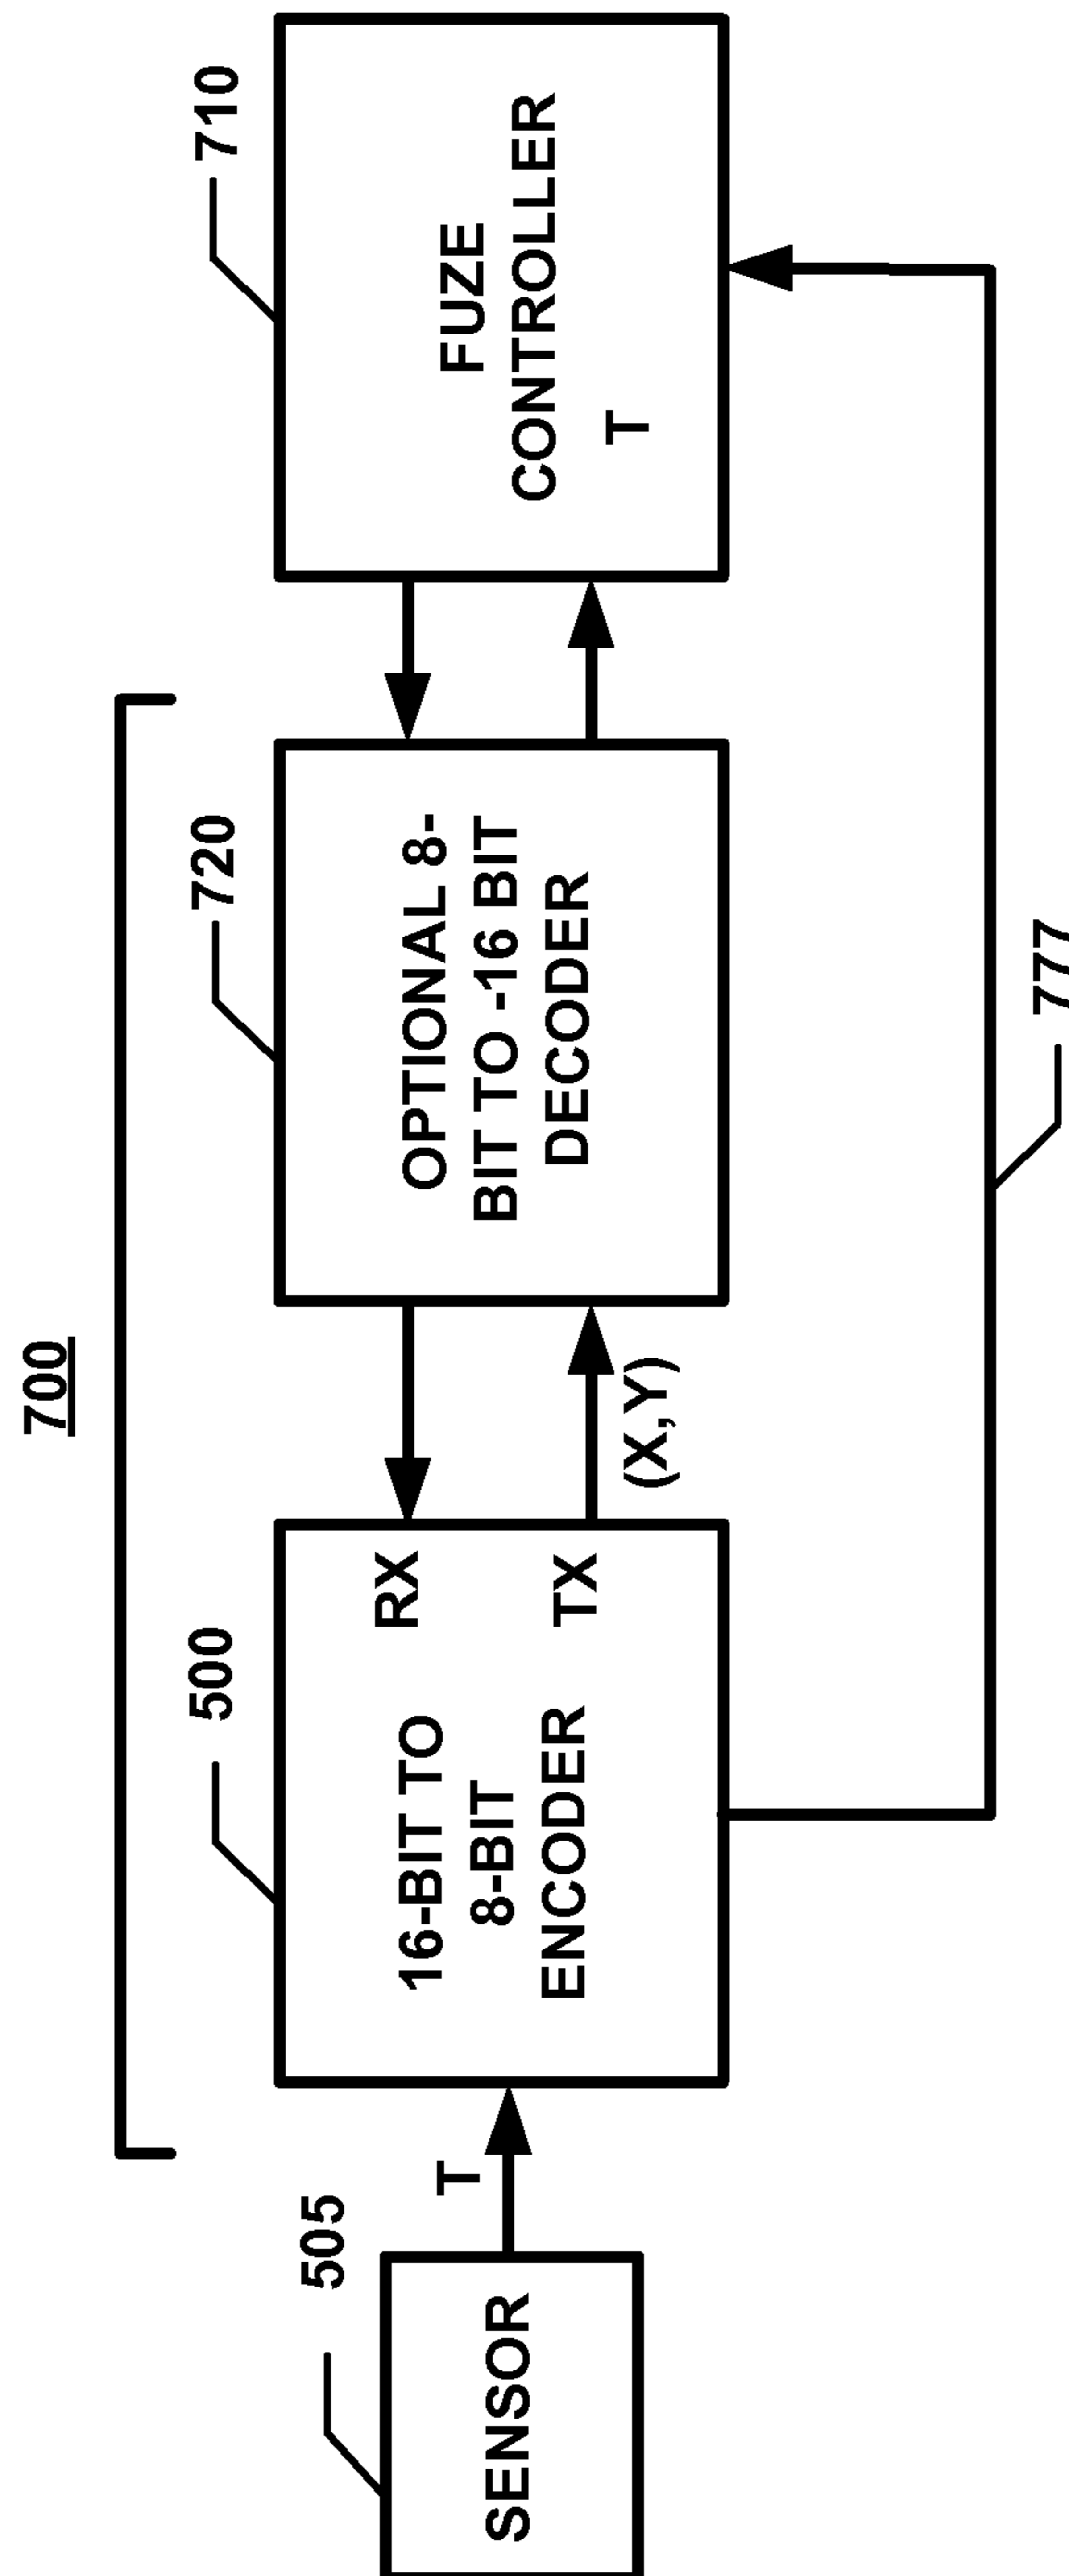 700
505
500
720
710
SENSOR
T
16-BIT TO
8-BIT
ENCODER
RX
TX
(X,Y)
OPTIONAL 8-
BIT TO -16 BIT
DECODER
FUZE
CONTROLLER
T
777